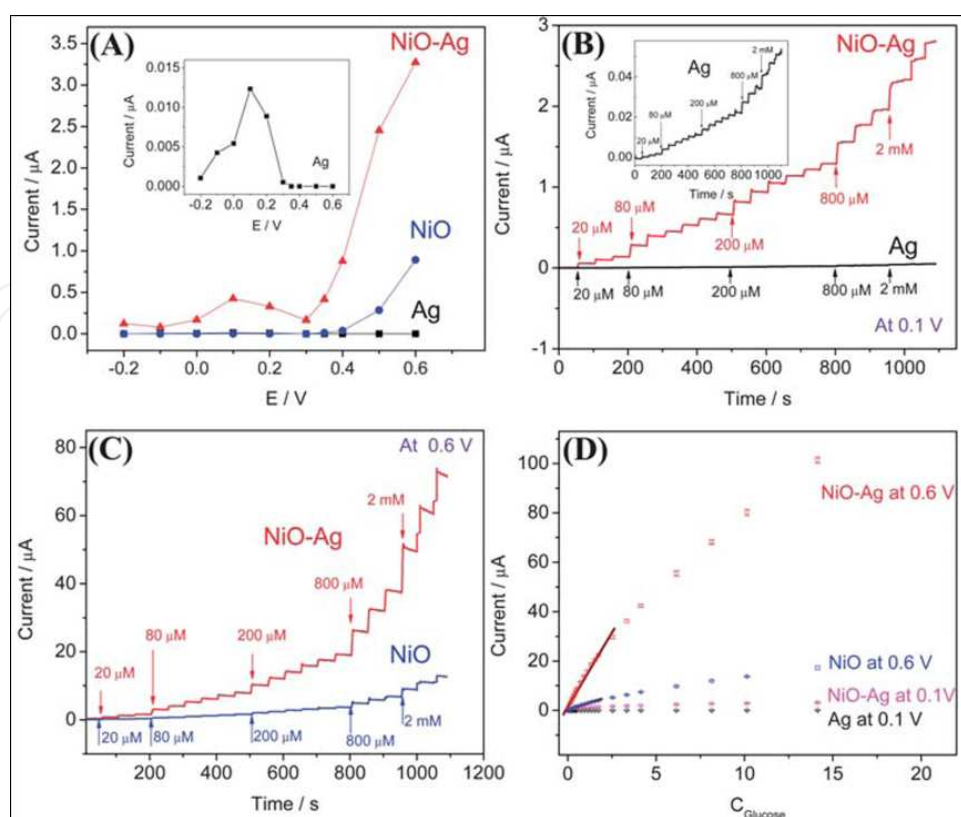 (A)
NiO-Ag
3.5
3.0
2.5
2.0
1.5
1.0
0.5
0.0
Current / μA
0.015
0.010
0.005
0.000
Current / μA
Ag
-0.2 0.0 0.2 0.4 0.6
E / V
NiO
Ag
-0.2 0.0 0.2 0.4 0.6
E / V
(B)
NiO-Ag
3
2
1
0
-1
Current / μA
0.04
0.00
Current / μA
Ag
20 μM
80 μM
200 μM
800 μM
2 mM
0 200 400 600 800 1000
Time / s
20 μM
80 μM
200 μM
800 μM
2 mM
Ag
20 μM
80 μM
200 μM
800 μM
2 mM
At 0.1 V
0 200 400 600 800 1000
Time / s
(C)
At 0.6 V
80
60
40
20
0
Current / μA
NiO-Ag
20 μM
80 μM
200 μM
800 μM
2 mM
NiO
20 μM
80 μM
200 μM
800 μM
2 mM
200 400 600 800 1000 1200
Time / s
(D)
100
80
60
40
20
0
Current / μA
NiO-Ag at 0.6 V
NiO at 0.6 V
NiO-Ag at 0.1V
Ag at 0.1 V
0 5 10 15 20
C Glucose